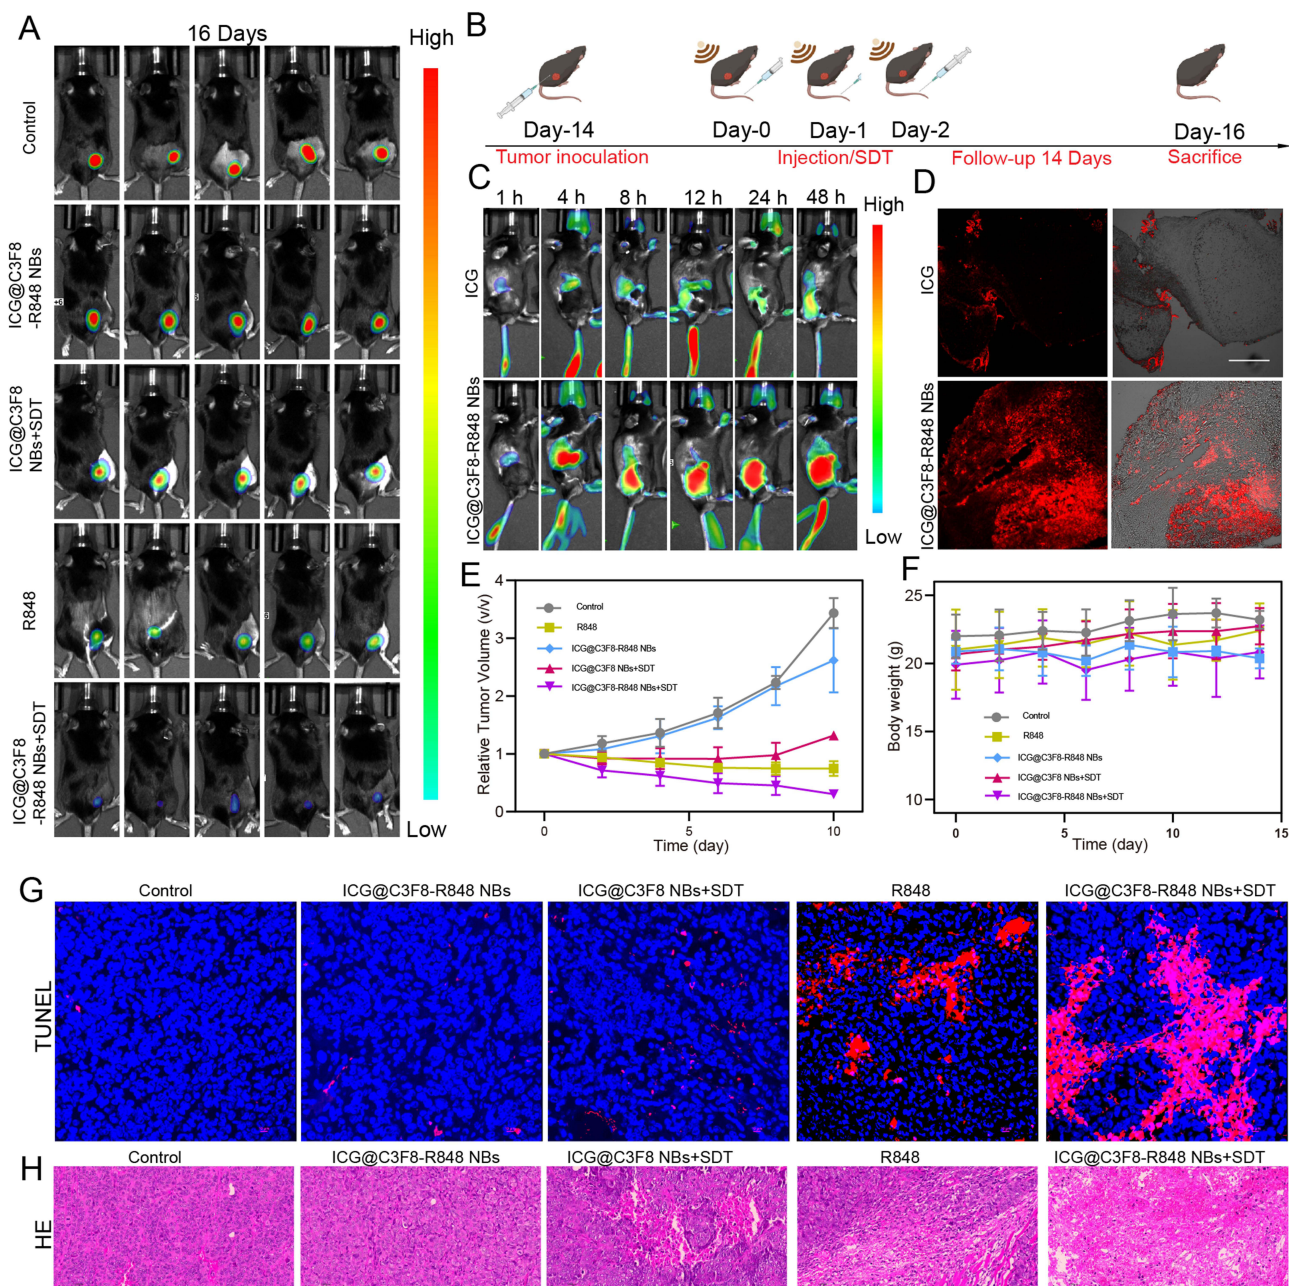 A
16 Days
High
Control
ICG@C3F8
-R848 NBs
ICG@C3F8
NBs+SDT
R848
ICG@C3F8
-R848 NBs+SDT
Low
B
Day-14
Day-0
Day-1
Day-2
Day-16
Tumor inoculation
Injection/SDT
Follow-up 14 Days
Sacrifice
C
1 h
4 h
8 h
12 h
24 h
48 h
High
ICG
ICG@C3F8-R848 NBs
Low
D
ICG
ICG@C3F8-R848 NBs
E
Relative Tumor Volume (v/v)
4
3
2
1
0
Control
R848
ICG@C3F8-R848 NBs
ICG@C3F8 NBs+SDT
ICG@C3F8-R848 NBs+SDT
0
5
10
Time (day)
F
Body weight (g)
25
20
15
10
Control
R848
ICG@C3F8-R848 NBs
ICG@C3F8 NBs+SDT
ICG@C3F8-R848 NBs+SDT
0
5
10
15
Time (day)
G
Control
ICG@C3F8-R848 NBs
ICG@C3F8 NBs+SDT
R848
ICG@C3F8-R848 NBs+SDT
TUNEL
H
Control
ICG@C3F8-R848 NBs
ICG@C3F8 NBs+SDT
R848
ICG@C3F8-R848 NBs+SDT
HE